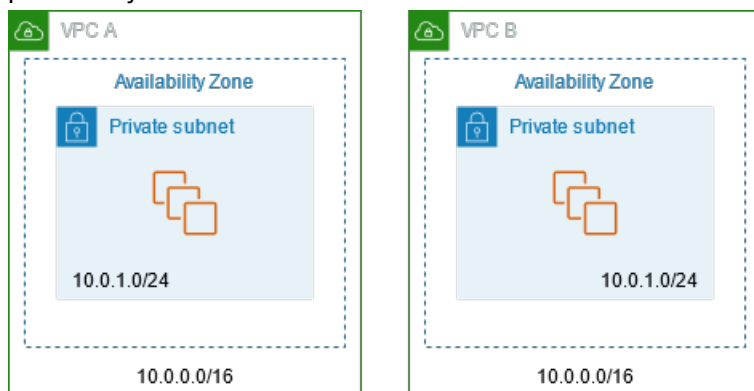 VPC A
VPC B
Availability Zone
Availability Zone
Private subnet
Private subnet
10.0.1.0/24
10.0.1.0/24
10.0.0.0/16
10.0.0.0/16